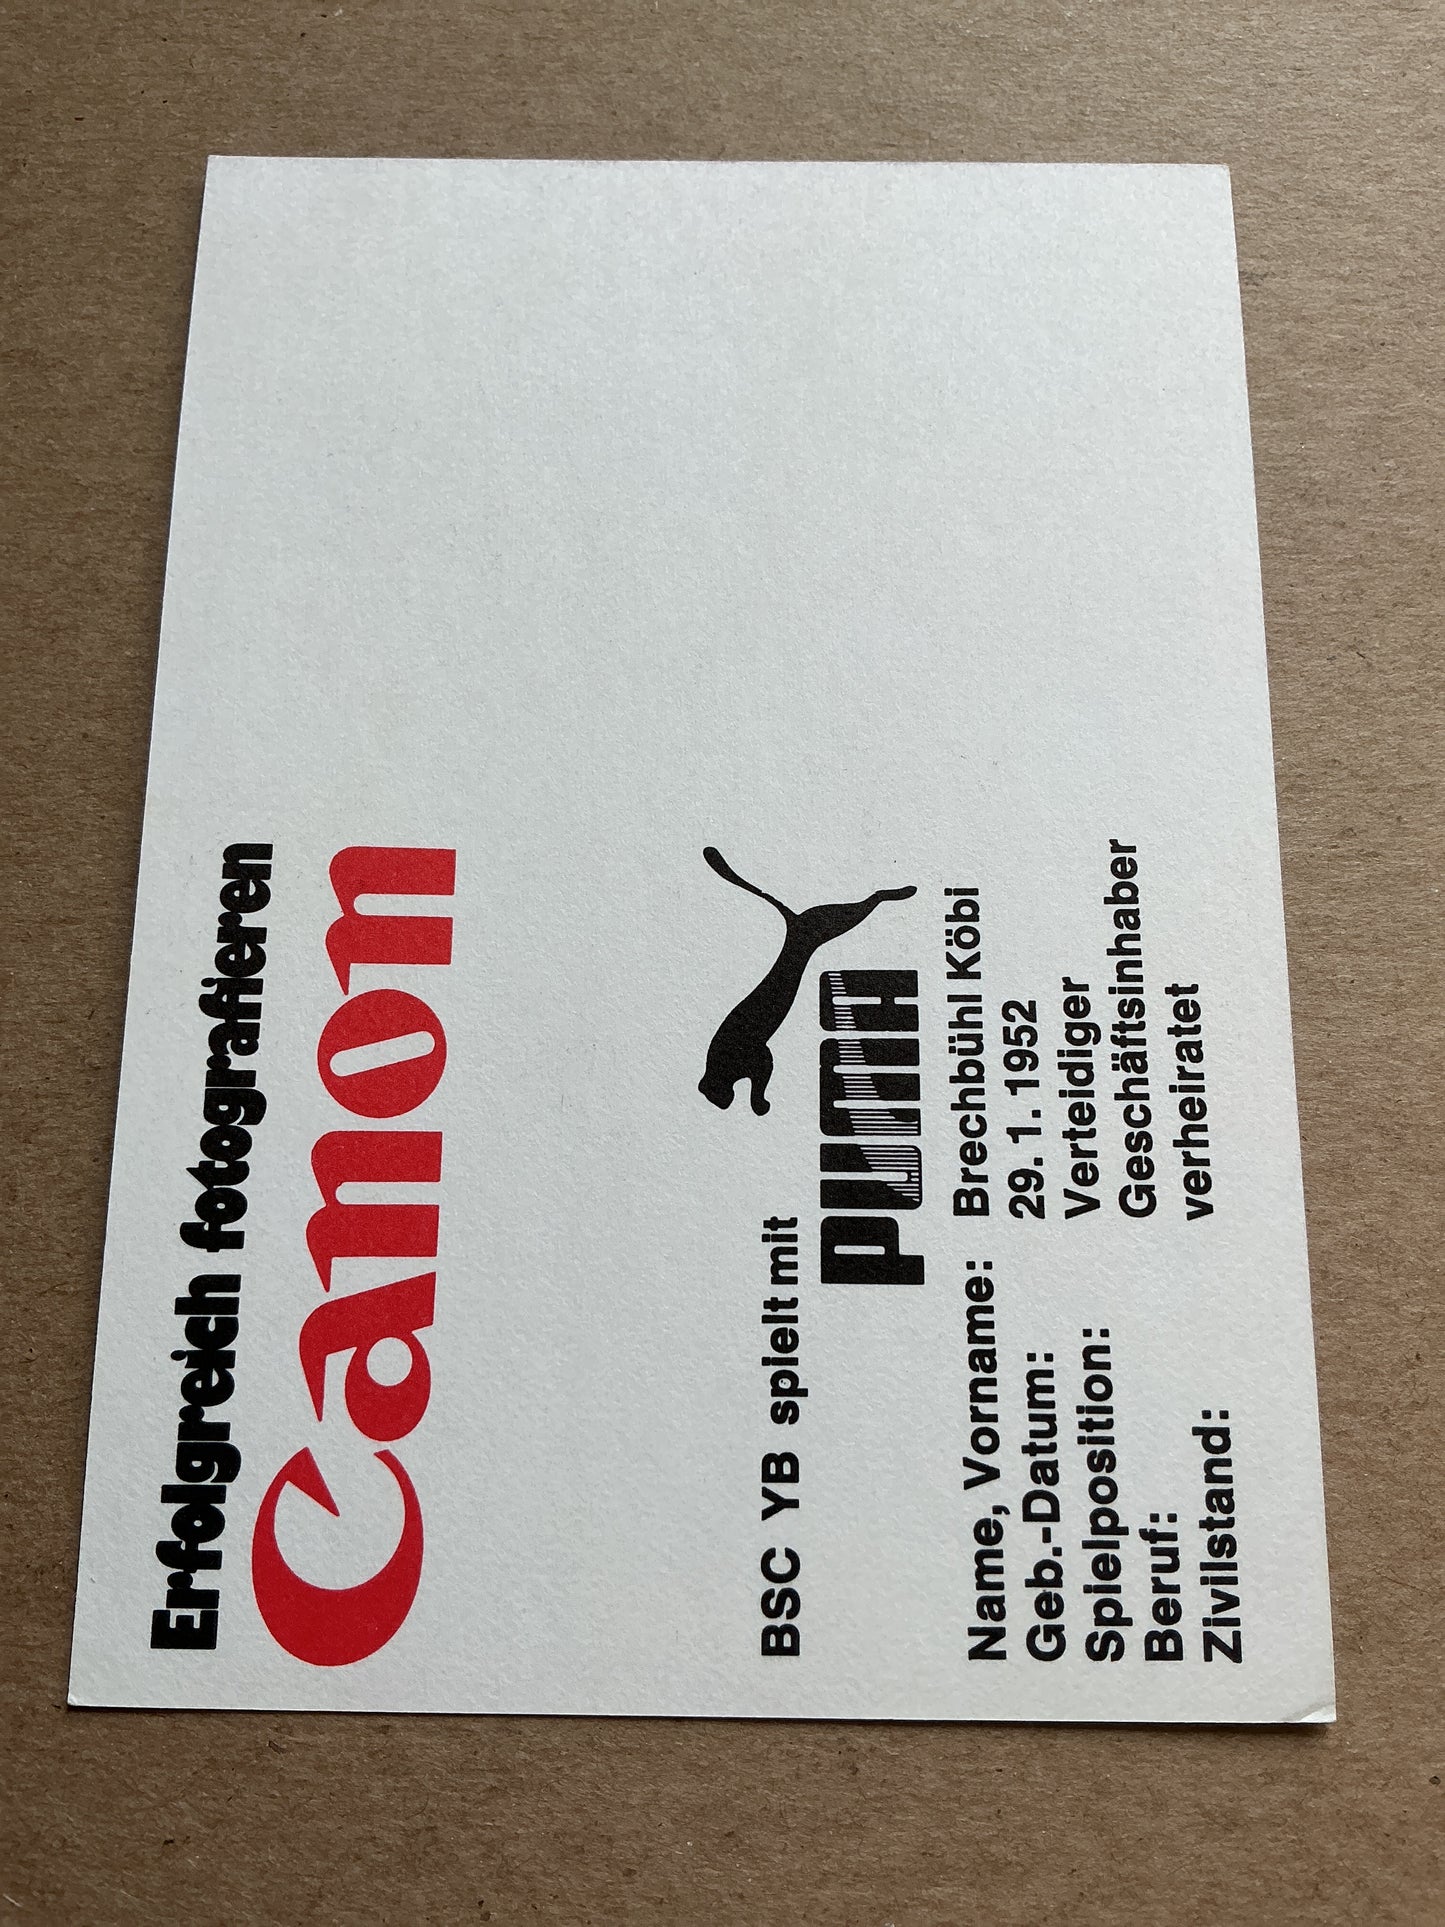 Erfolgreich fotografieren
Canon
BSC YB spielt mit
PUMA
Name, Vorname: Brechbühl Köbi
Geb.-Datum: 29. 1. 1952
Spielposition: Verteidiger
Beruf: Geschäftsinhaber
Zivilstand: verheiratet